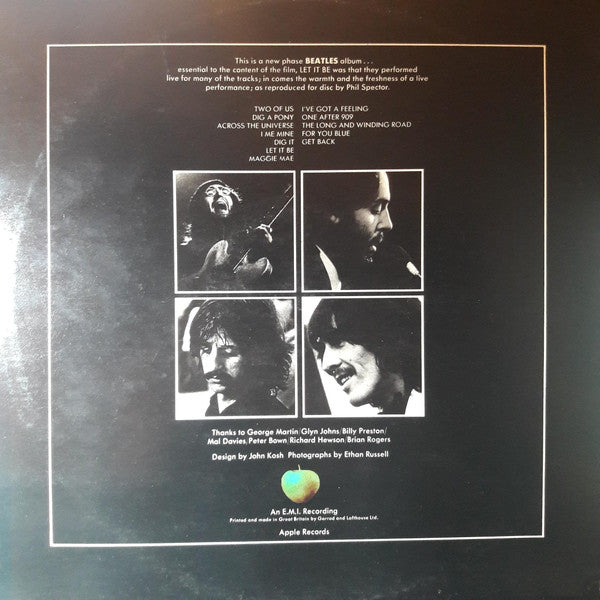 This is a new phase BEATLES album . . .
essential to the content of the film, LET IT BE was that they performed
live for many of the tracks; in comes the warmth and the freshness of a live
performance; as reproduced for disc by Phil Spector.
TWO OF US
DIG A PONY
ACROSS THE UNIVERSE
I ME MINE
DIG IT
LET IT BE
MAGGIE MAE
I'VE GOT A FEELING
ONE AFTER 909
THE LONG AND WINDING ROAD
FOR YOU BLUE
GET BACK
Thanks to George Martin/Glyn Johns/Billy Preston/
Mal Davies/Peter Bown/Richard Hewson/Brian Rogers
Design by John Kosh Photographs by Ethan Russell
An E.M.I. Recording
Printed and made in Great Britain by Garrod and Lofthouse Ltd.
Apple Records